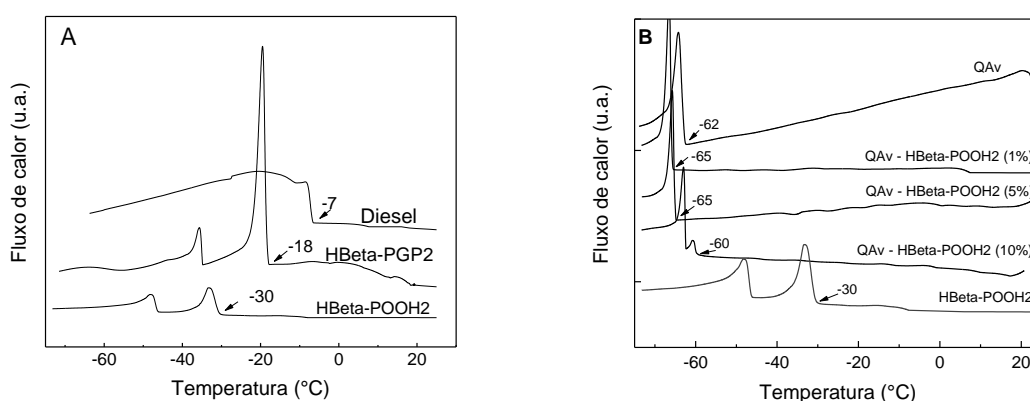 A
Fluxo de calor (u.a.)
-7
Diesel
HBeta-PGP2
-18
-30
HBeta-POOH2
-60 -40 -20 0 20
Temperatura (°C)
B
Fluxo de calor (u.a.)
QAv
-62
-65
QAv - HBeta-POOH2 (1%)
QAv - HBeta-POOH2 (5%)
-65
-60
QAv - HBeta-POOH2 (10%)
-30
HBeta-POOH2
-60 -40 -20 0 20
Temperatura (°C)